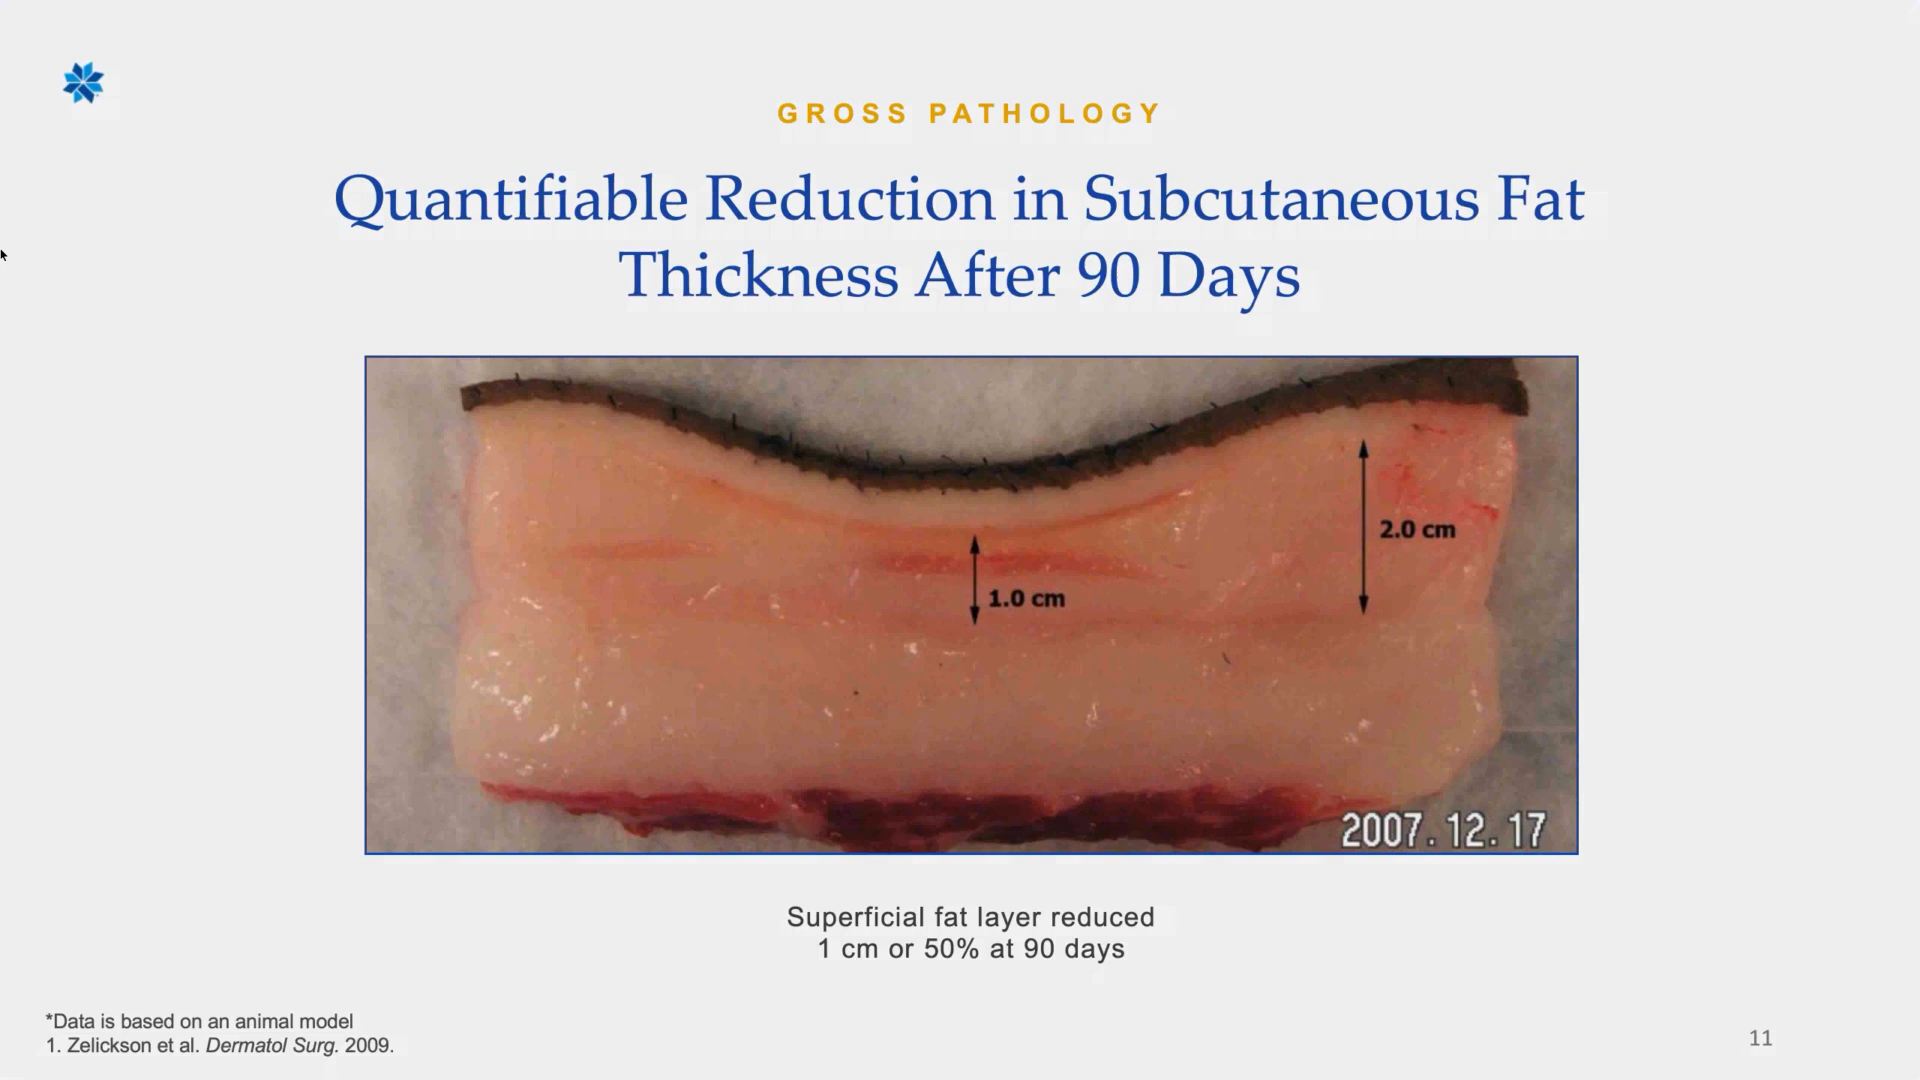 GROSS PATHOLOGY
Quantifiable Reduction in Subcutaneous Fat
Thickness After 90 Days
2.0 cm
1.0 cm
2007.12.17
Superficial fat layer reduced
1 cm or 50% at 90 days
*Data is based on an animal model
1. Zelickson et al. Dermatol Surg. 2009.
11